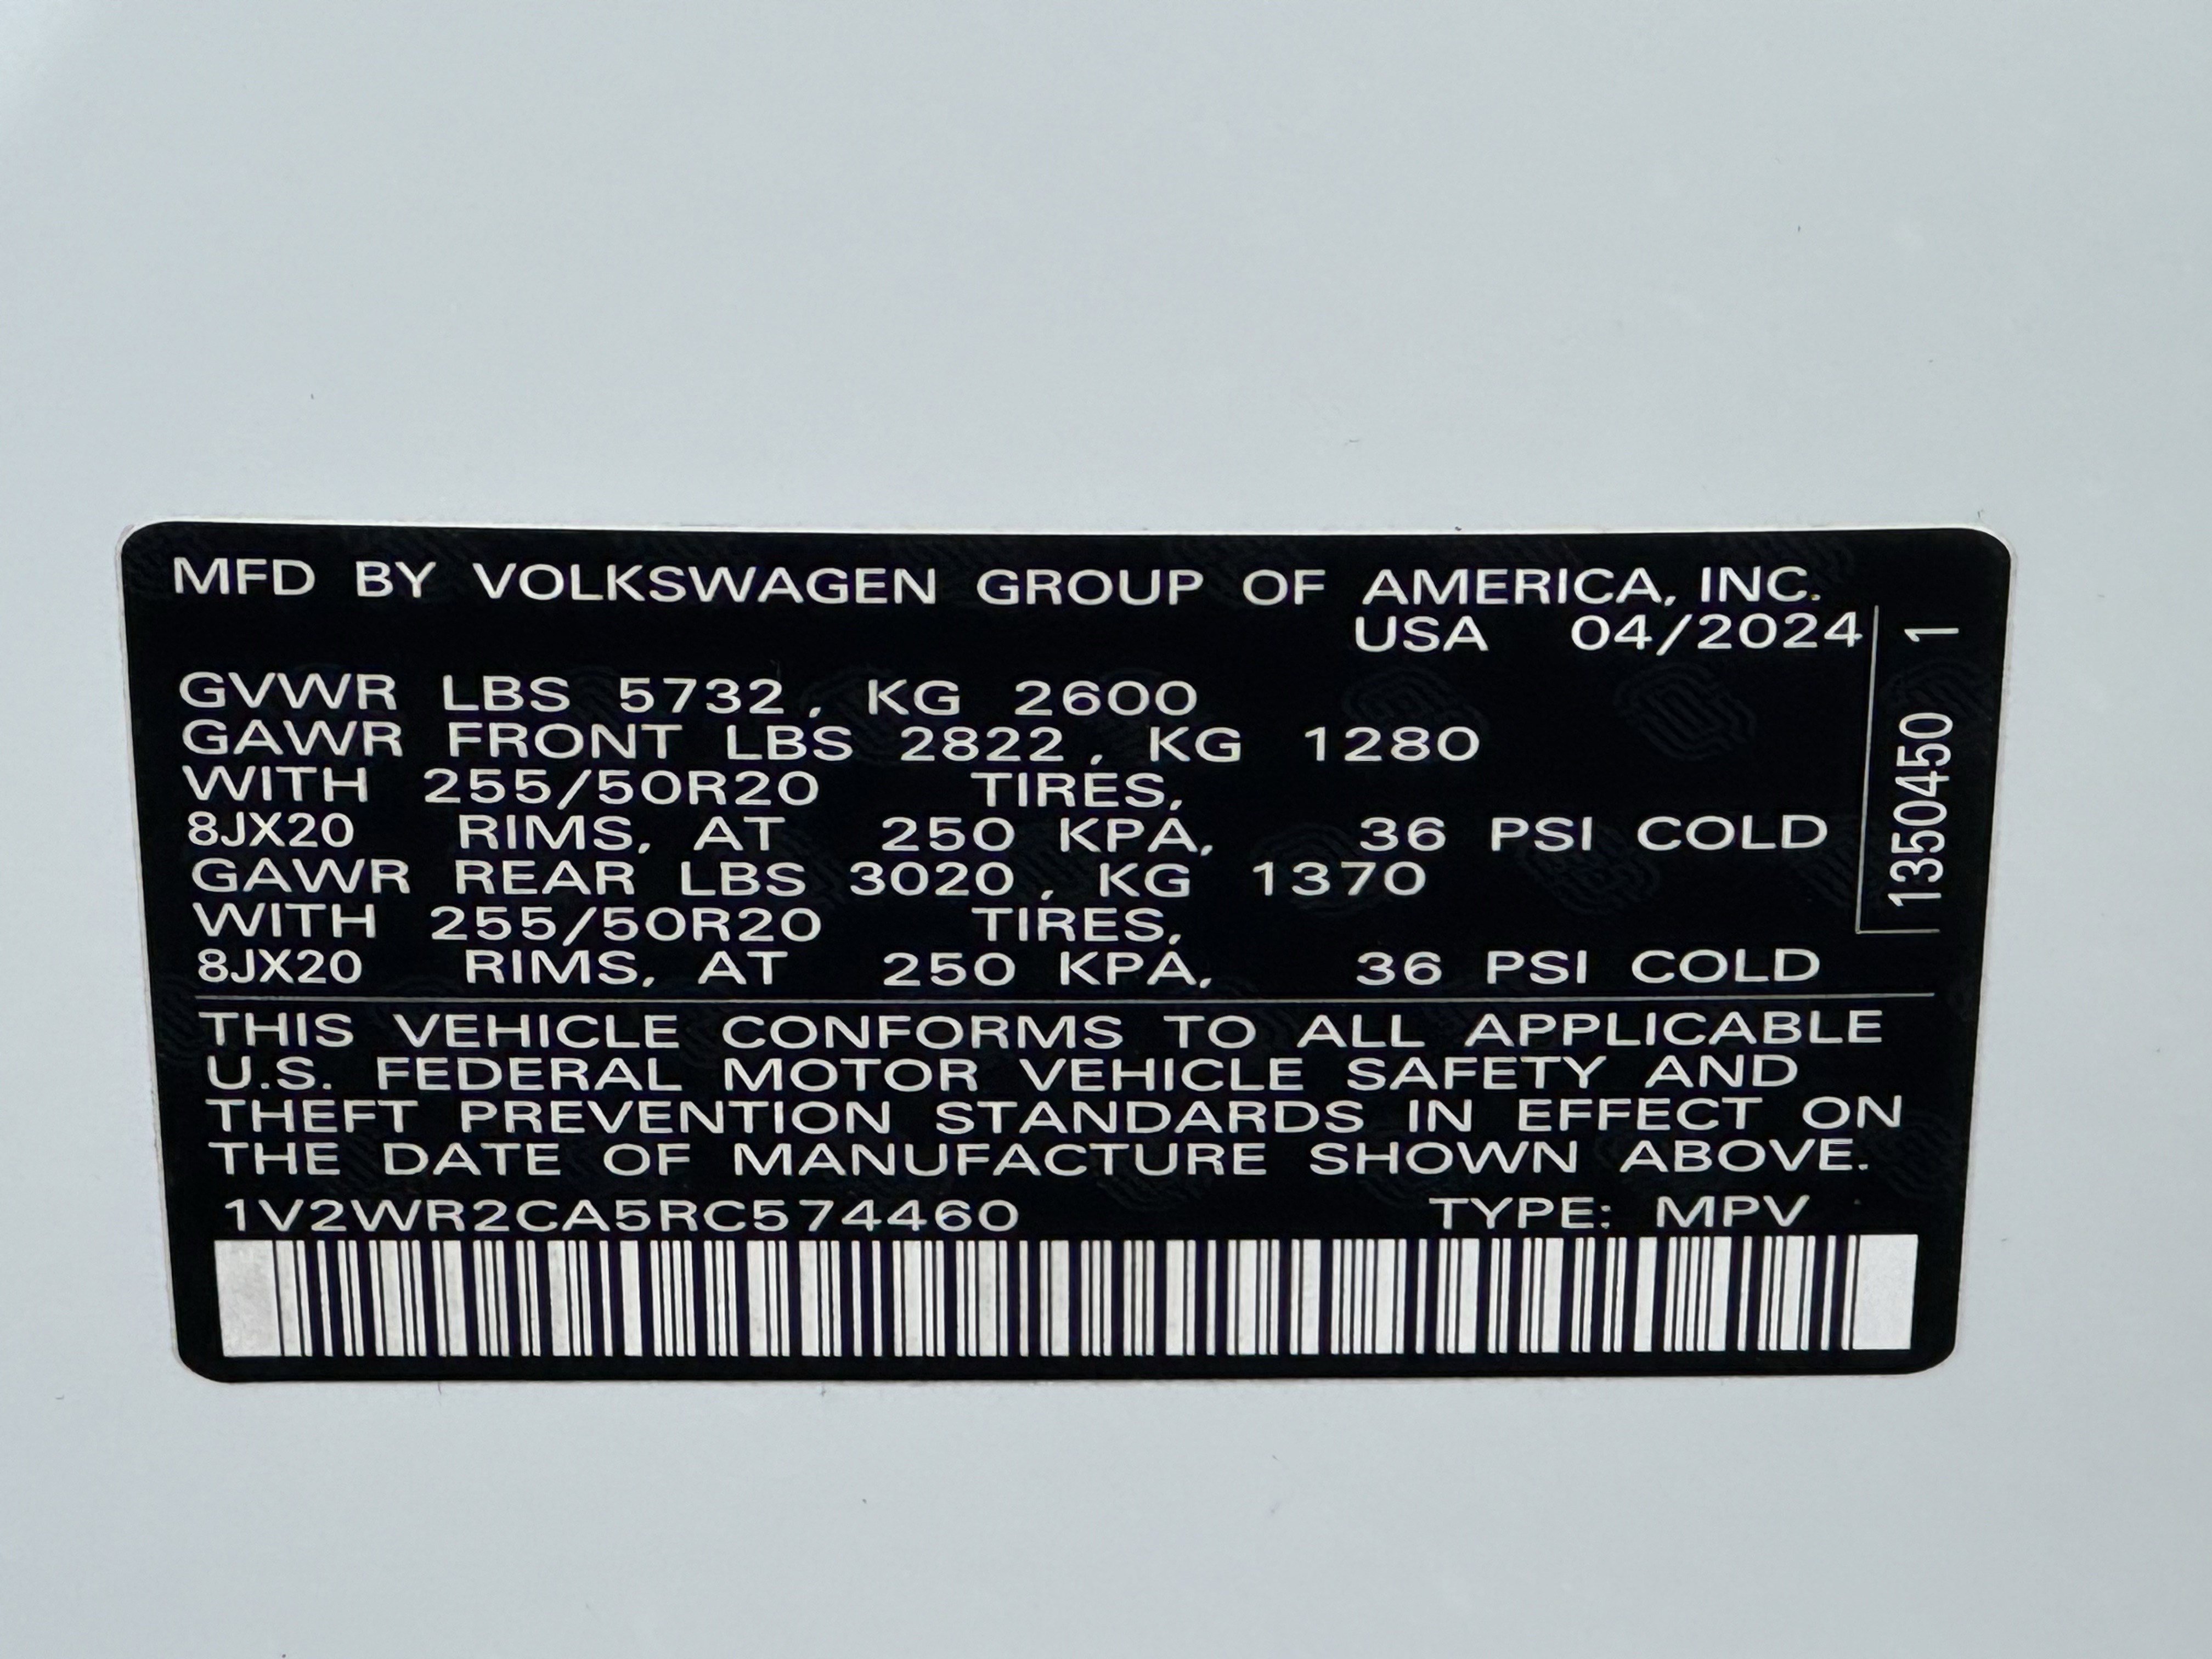 MFD BY VOLKSWAGEN GROUP OF AMERICA, INC.
USA 04/2024
GVWR LBS 5732, KG 2600
GAWR FRONT LBS 2822, KG 1280
WITH 255/50R20 TIRES,
8JX20 RIMS, AT 250 KPA, 36 PSI COLD
GAWR REAR LBS 3020, KG 1370
WITH 255/50R20 TIRES,
8JX20 RIMS, AT 250 KPA, 36 PSI COLD
1350450 1
THIS VEHICLE CONFORMS TO ALL APPLICABLE
U.S. FEDERAL MOTOR VEHICLE SAFETY AND
THEFT PREVENTION STANDARDS IN EFFECT ON
THE DATE OF MANUFACTURE SHOWN ABOVE.
1V2WR2CA5RC574460 TYPE: MPV